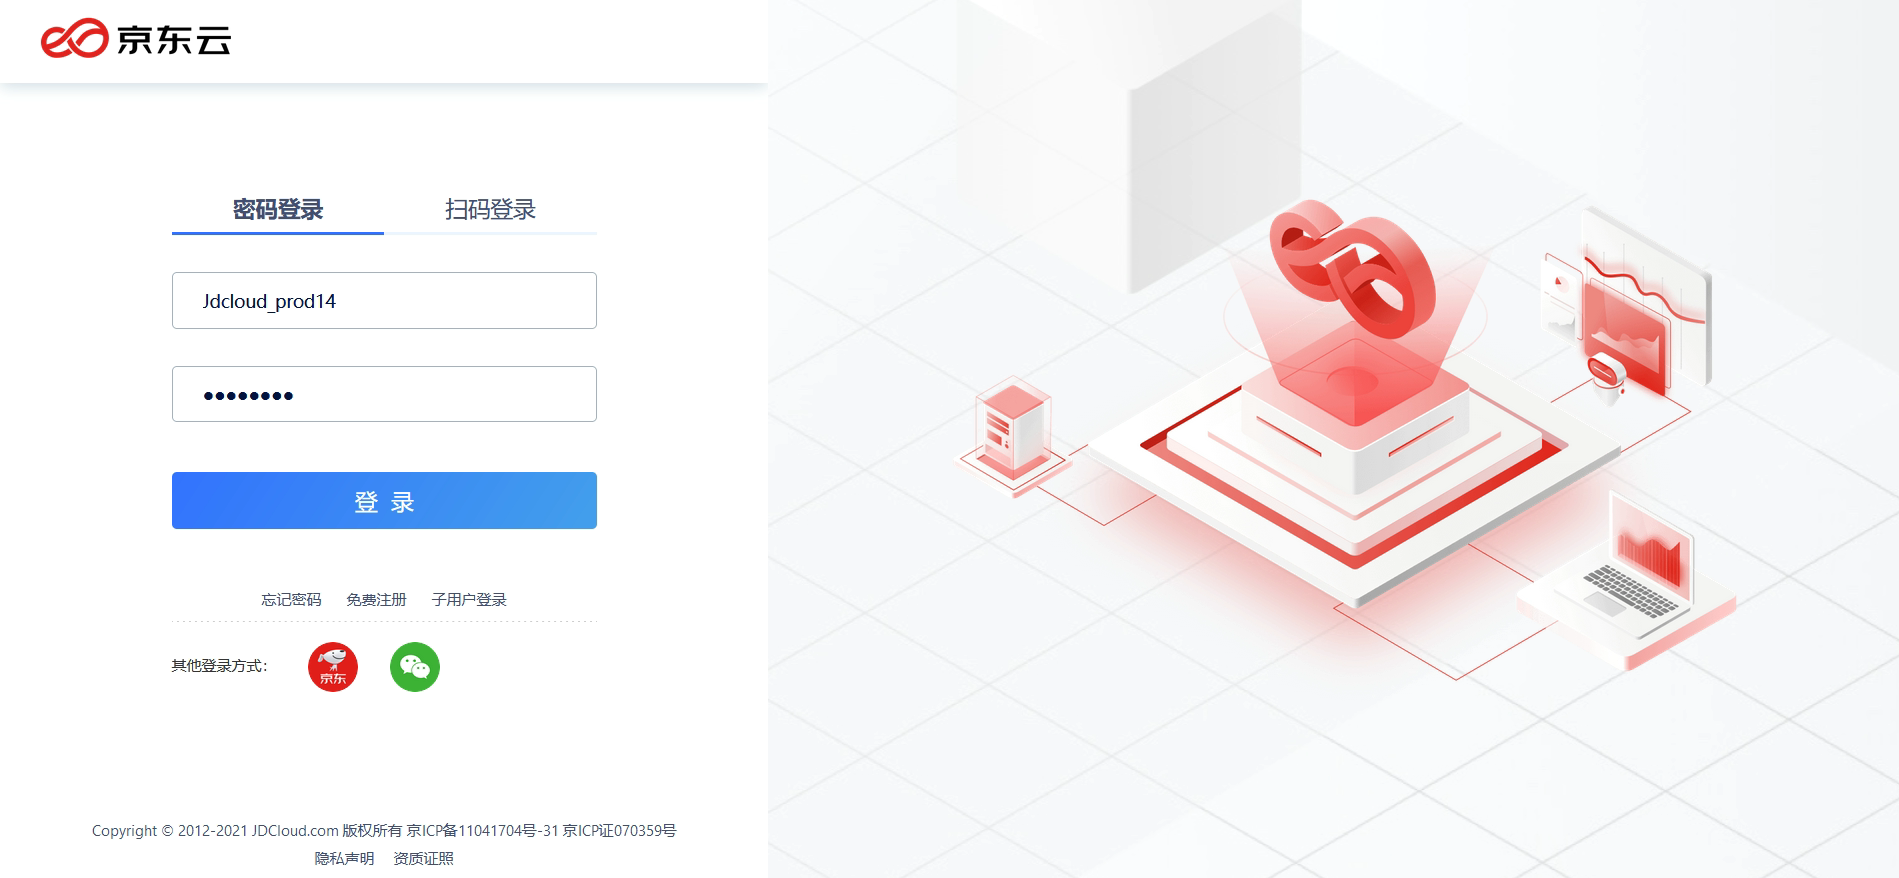 京东云
密码登录 扫码登录
Jdcloud_prod14
••••••••
登 录
忘记密码 免费注册 子用户登录
其他登录方式：
京东
Copyright © 2012-2021 JDCloud.com 版权所有 京ICP备11041704号-31 京ICP证070359号
隐私声明 资质证照